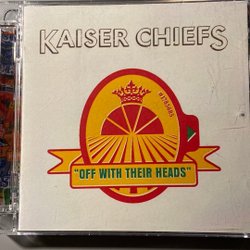 KAISER CHIEFS
"OFF WITH THEIR HEADS"